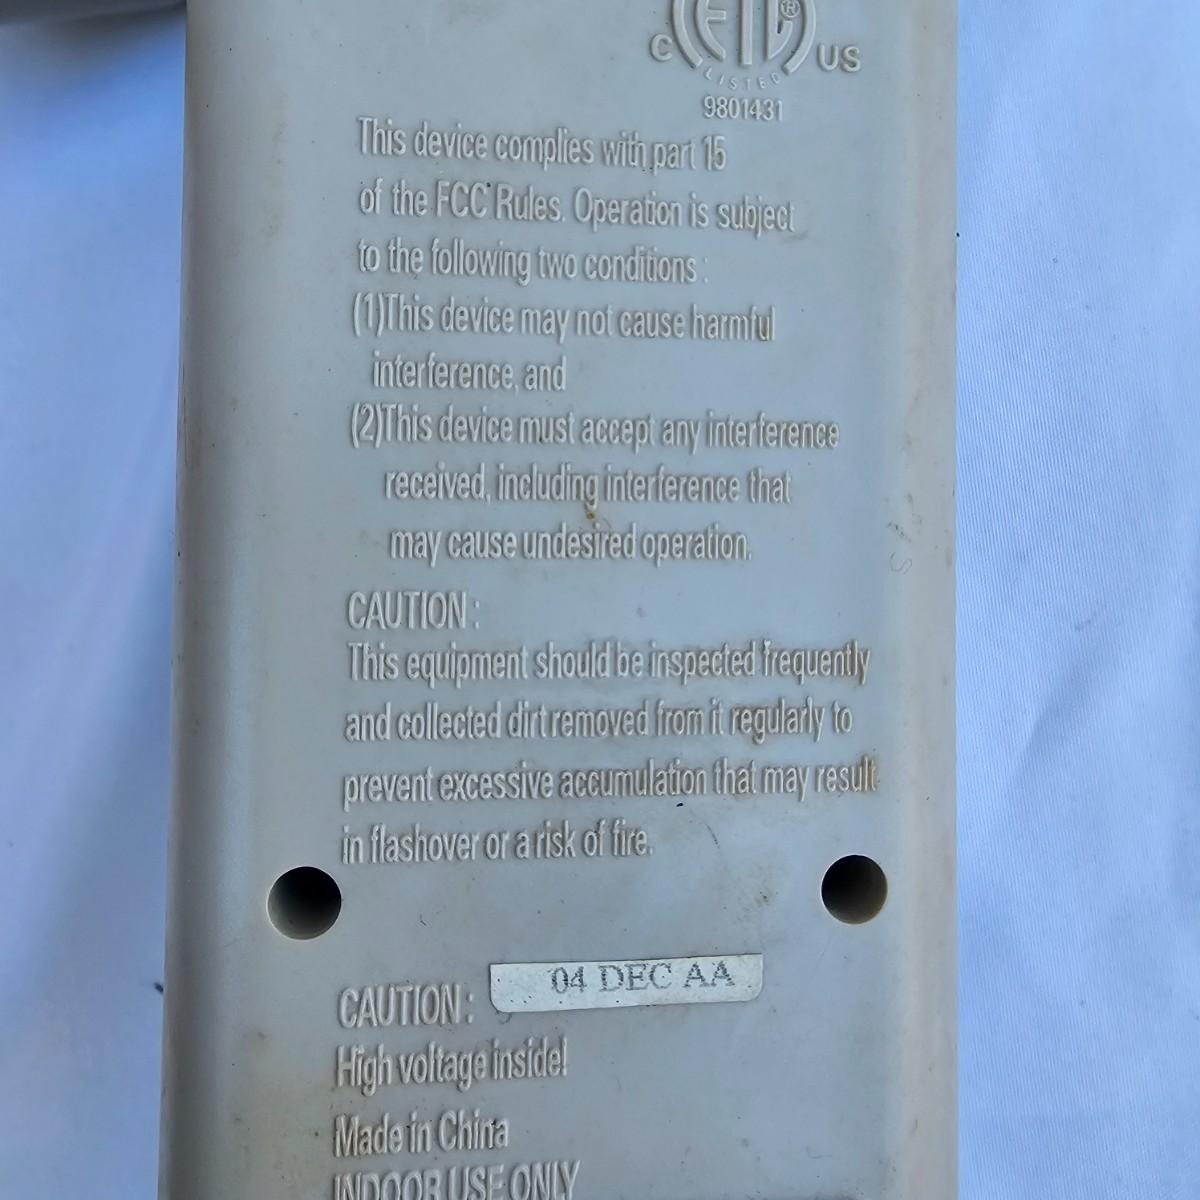 C ETL ® US
LISTED
9801431
This device complies with part 15
of the FCC Rules. Operation is subject
to the following two conditions :
(1)This device may not cause harmful
interference, and
(2)This device must accept any interference
received, including interference that
may cause undesired operation.
CAUTION :
This equipment should be inspected frequently
and collected dirt removed from it regularly to
prevent excessive accumulation that may result
in flashover or a risk of fire.
04 DEC AA
CAUTION :
High voltage inside!
Made in China
INDOOR USE ONLY